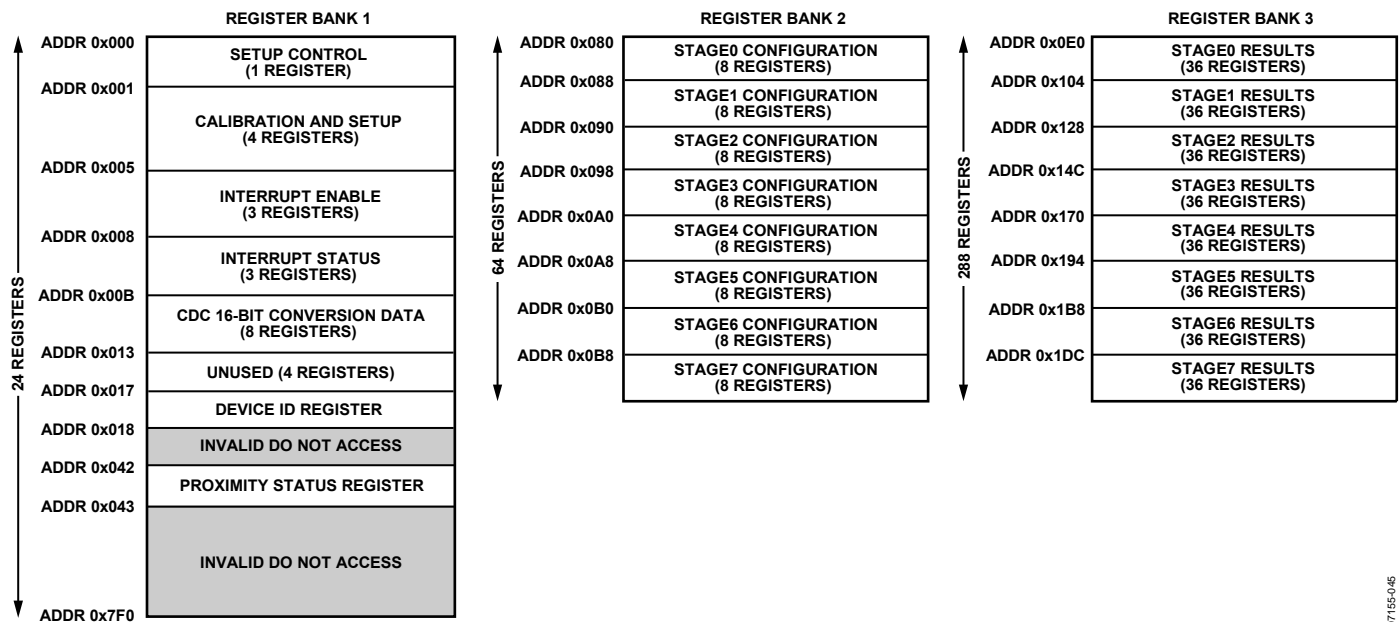 REGISTER BANK 1
ADDR 0x000
SETUP CONTROL
(1 REGISTER)
ADDR 0x001
CALIBRATION AND SETUP
(4 REGISTERS)
ADDR 0x005
INTERRUPT ENABLE
(3 REGISTERS)
ADDR 0x008
INTERRUPT STATUS
(3 REGISTERS)
ADDR 0x00B
CDC 16-BIT CONVERSION DATA
(8 REGISTERS)
ADDR 0x013
UNUSED (4 REGISTERS)
ADDR 0x017
DEVICE ID REGISTER
ADDR 0x018
INVALID DO NOT ACCESS
ADDR 0x042
PROXIMITY STATUS REGISTER
ADDR 0x043
INVALID DO NOT ACCESS
ADDR 0x7F0
24 REGISTERS
REGISTER BANK 2
ADDR 0x080
STAGE0 CONFIGURATION
(8 REGISTERS)
ADDR 0x088
STAGE1 CONFIGURATION
(8 REGISTERS)
ADDR 0x090
STAGE2 CONFIGURATION
(8 REGISTERS)
ADDR 0x098
STAGE3 CONFIGURATION
(8 REGISTERS)
ADDR 0x0A0
STAGE4 CONFIGURATION
(8 REGISTERS)
ADDR 0x0A8
STAGE5 CONFIGURATION
(8 REGISTERS)
ADDR 0x0B0
STAGE6 CONFIGURATION
(8 REGISTERS)
ADDR 0x0B8
STAGE7 CONFIGURATION
(8 REGISTERS)
64 REGISTERS
REGISTER BANK 3
ADDR 0x0E0
STAGE0 RESULTS
(36 REGISTERS)
ADDR 0x104
STAGE1 RESULTS
(36 REGISTERS)
ADDR 0x128
STAGE2 RESULTS
(36 REGISTERS)
ADDR 0x14C
STAGE3 RESULTS
(36 REGISTERS)
ADDR 0x170
STAGE4 RESULTS
(36 REGISTERS)
ADDR 0x194
STAGE5 RESULTS
(36 REGISTERS)
ADDR 0x1B8
STAGE6 RESULTS
(36 REGISTERS)
ADDR 0x1DC
STAGE7 RESULTS
(36 REGISTERS)
288 REGISTERS
07155-045